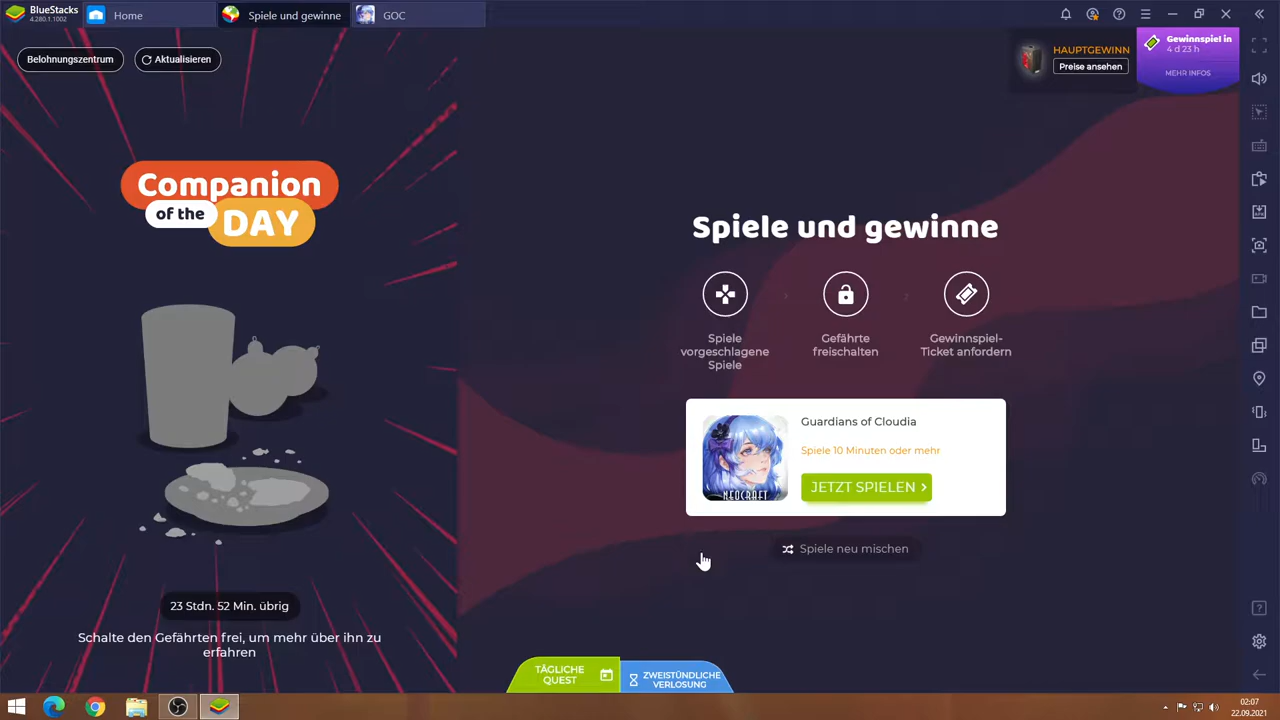 BlueStacks
4.280.1.1002
Home
Spiele und gewinne
GOC
Belohnungszentrum
Aktualisieren
HAUPTGEWINN
Preise ansehen
Gewinnspiel in
4 d 23 h
MEHR INFOS
Companion
of the DAY
23 Stdn. 52 Min. übrig
Schalte den Gefährten frei, um mehr über ihn zu
erfahren
Spiele und gewinne
Spiele
vorgeschlagene
Spiele
Gefährte
freischalten
Gewinnspiel-
Ticket anfordern
NEOCRAFT
Guardians of Cloudia
Spiele 10 Minuten oder mehr
JETZT SPIELEN
Spiele neu mischen
TÄGLICHE
QUEST
ZWEISTÜNDLICHE
VERLOSUNG
02:07
22.09.2021